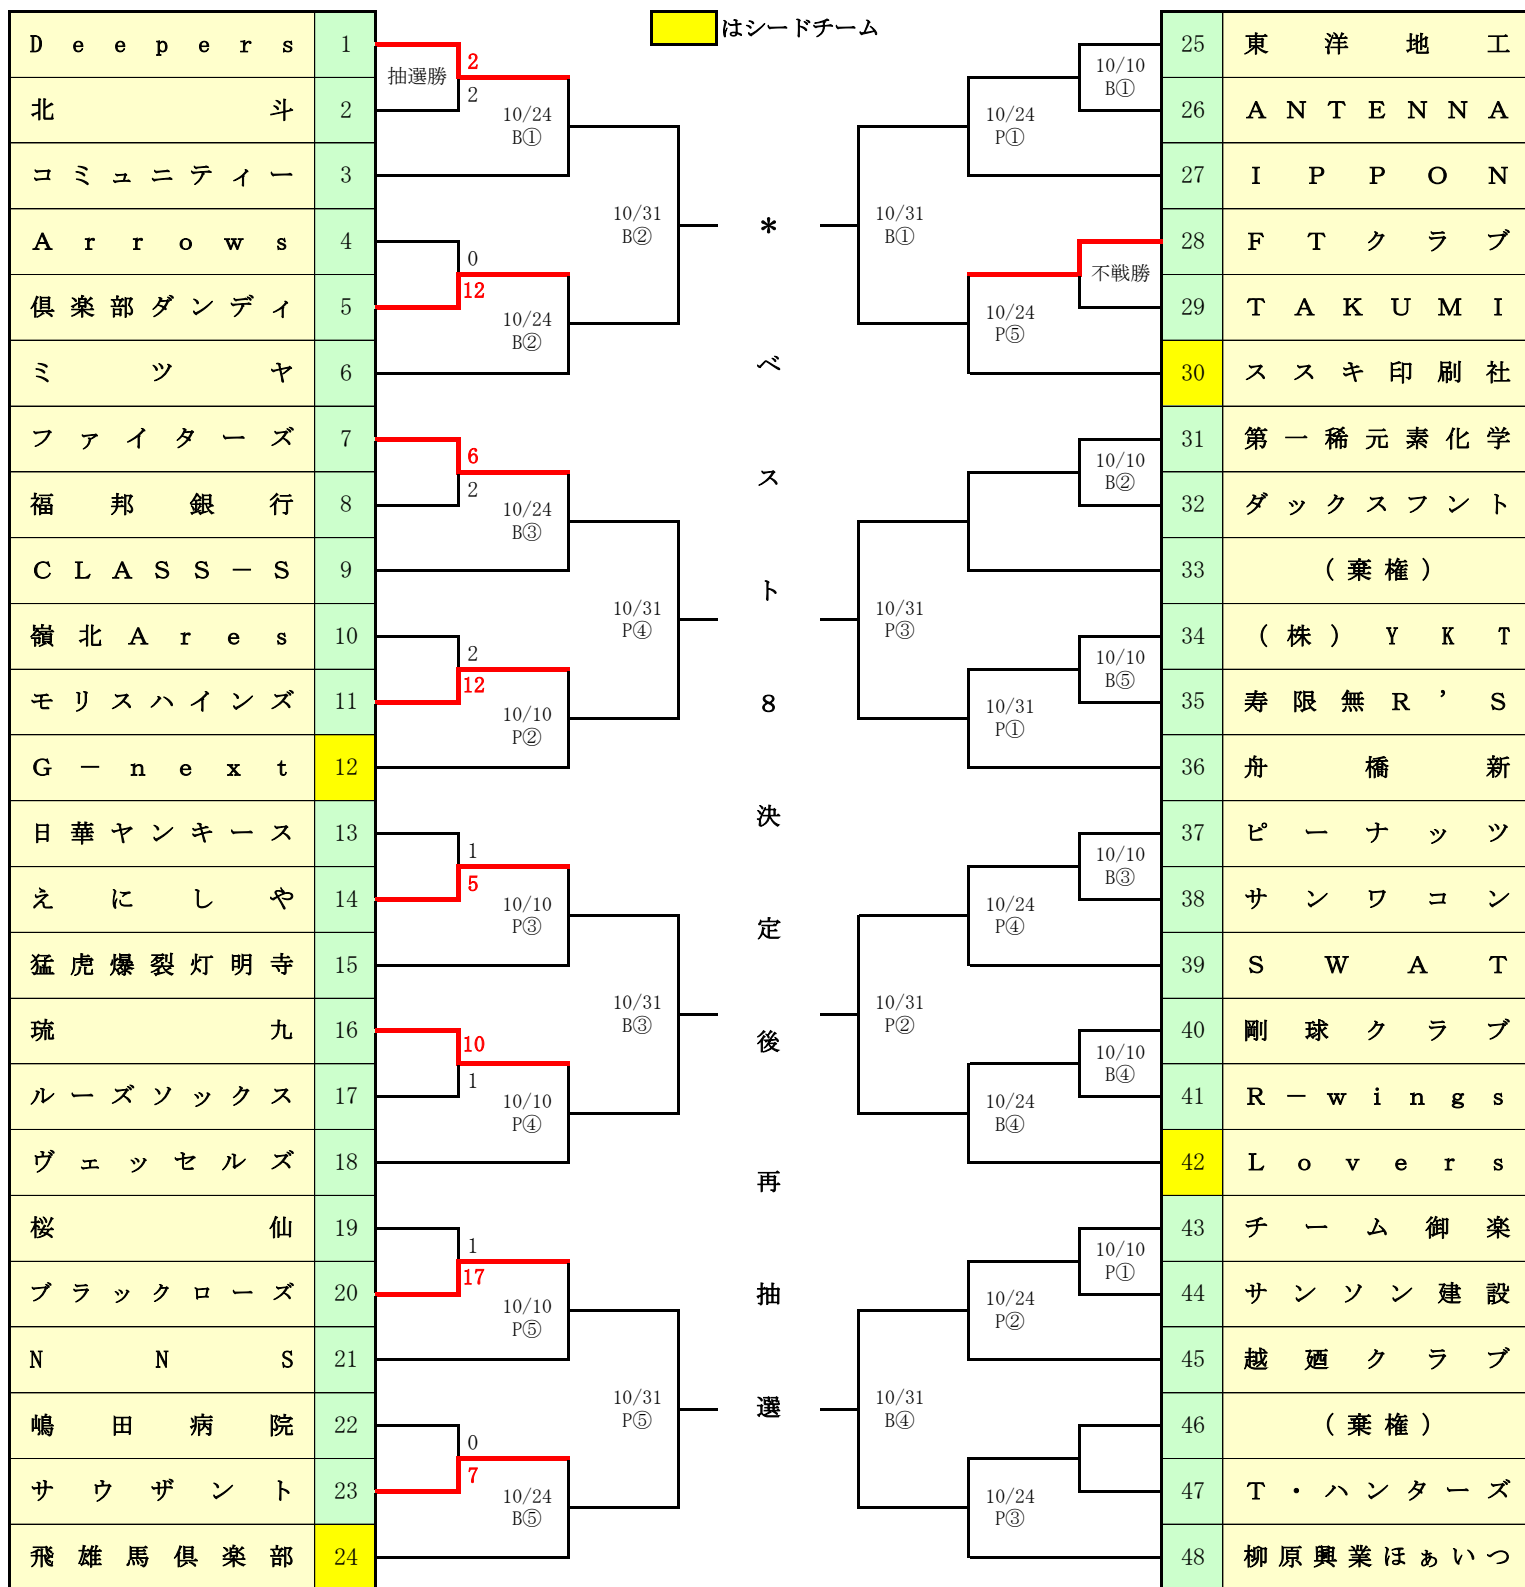 はシードチーム
Deepers 1
抽選勝
2
2
北斗 2
10/24
B①
コミュニティー 3
10/31
B②
Arrows 4
0
12
倶楽部ダンディ 5
10/24
B②
ミツヤ 6
ファイターズ 7
6
2
福邦銀行 8
10/24
B③
CLASS－S 9
10/31
P④
嶺北Ares 10
2
12
モリスハインズ 11
10/10
P②
G－next 12
日華ヤンキース 13
1
5
えにしや 14
10/10
P③
猛虎爆裂灯明寺 15
10/31
B③
琉九 16
10
1
ルーズソックス 17
10/10
P④
ヴェッセルズ 18
桜仙 19
1
17
ブラックローズ 20
10/10
P⑤
NNS 21
10/31
P⑤
嶋田病院 22
0
7
サウザント 23
10/24
B⑤
飛雄馬倶楽部 24
＊ベスト8決定後再抽選
25 東洋地工
10/10
B①
26 ANTENNA
10/24
P①
27 IPPON
10/31
B①
28 FTクラブ
不戦勝
29 TAKUMI
10/24
P⑤
30 ススキ印刷社
31 第一稀元素化学
10/10
B②
32 ダックスフント
33 （棄権）
10/31
P③
34 （株）YKT
10/10
B⑤
35 寿限無R’S
10/31
P①
36 舟橋新
37 ピーナッツ
10/10
B③
38 サンワコン
10/24
P④
39 SWAT
10/31
P②
40 剛球クラブ
10/10
B④
41 R－wings
10/24
B④
42 Lovers
43 チーム御楽
10/10
P①
44 サンソン建設
10/24
P②
45 越廼クラブ
10/31
B④
46 （棄権）
47 T・ハンターズ
10/24
P③
48 柳原興業ほぁいつ